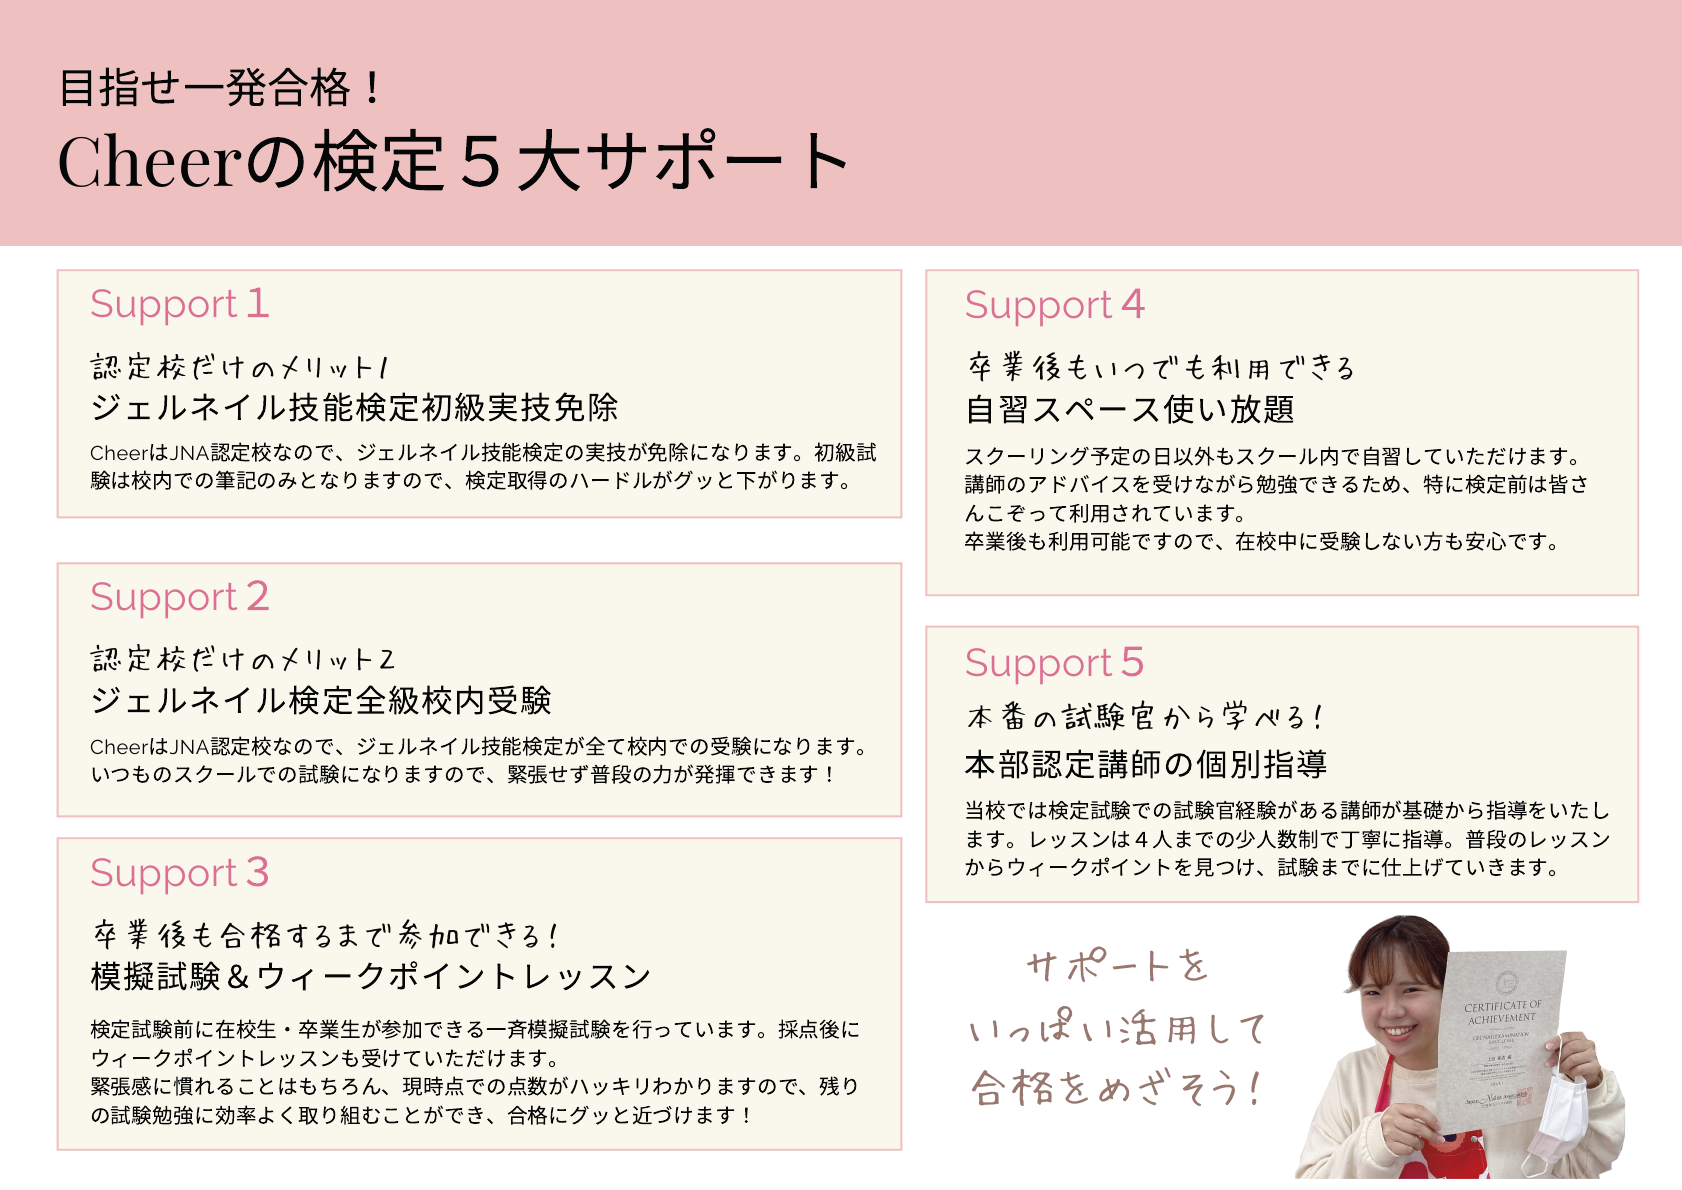 目指せ一発合格！
Cheerの検定５大サポート
Support 1
認定校だけのメリット1
ジェルネイル技能検定初級実技免除
CheerはJNA認定校なので、ジェルネイル技能検定の実技が免除になります。初級試
験は校内での筆記のみとなりますので、検定取得のハードルがグッと下がります。
Support 2
認定校だけのメリット2
ジェルネイル検定全級校内受験
CheerはJNA認定校なので、ジェルネイル技能検定が全て校内での受験になります。
いつものスクールでの試験になりますので、緊張せず普段の力が発揮できます！
Support 3
卒業後も合格するまで参加できる！
模擬試験＆ウィークポイントレッスン
検定試験前に在校生・卒業生が参加できる一斉模擬試験を行っています。採点後に
ウィークポイントレッスンも受けていただけます。
緊張感に慣れることはもちろん、現時点での点数がハッキリわかりますので、残り
の試験勉強に効率よく取り組むことができ、合格にグッと近づけます！
Support 4
卒業後もいつでも利用できる
自習スペース使い放題
スクーリング予定の日以外もスクール内で自習していただけます。
講師のアドバイスを受けながら勉強できるため、特に検定前は皆さ
んこぞって利用されています。
卒業後も利用可能ですので、在校中に受験しない方も安心です。
Support 5
本番の試験官から学べる！
本部認定講師の個別指導
当校では検定試験での試験官経験がある講師が基礎から指導をいたし
ます。レッスンは４人までの少人数制で丁寧に指導。普段のレッスン
からウィークポイントを見つけ、試験までに仕上げていきます。
サポートを
いっぱい活用して
合格をめざそう！
CERTIFICATE OF
ACHIEVEMENT